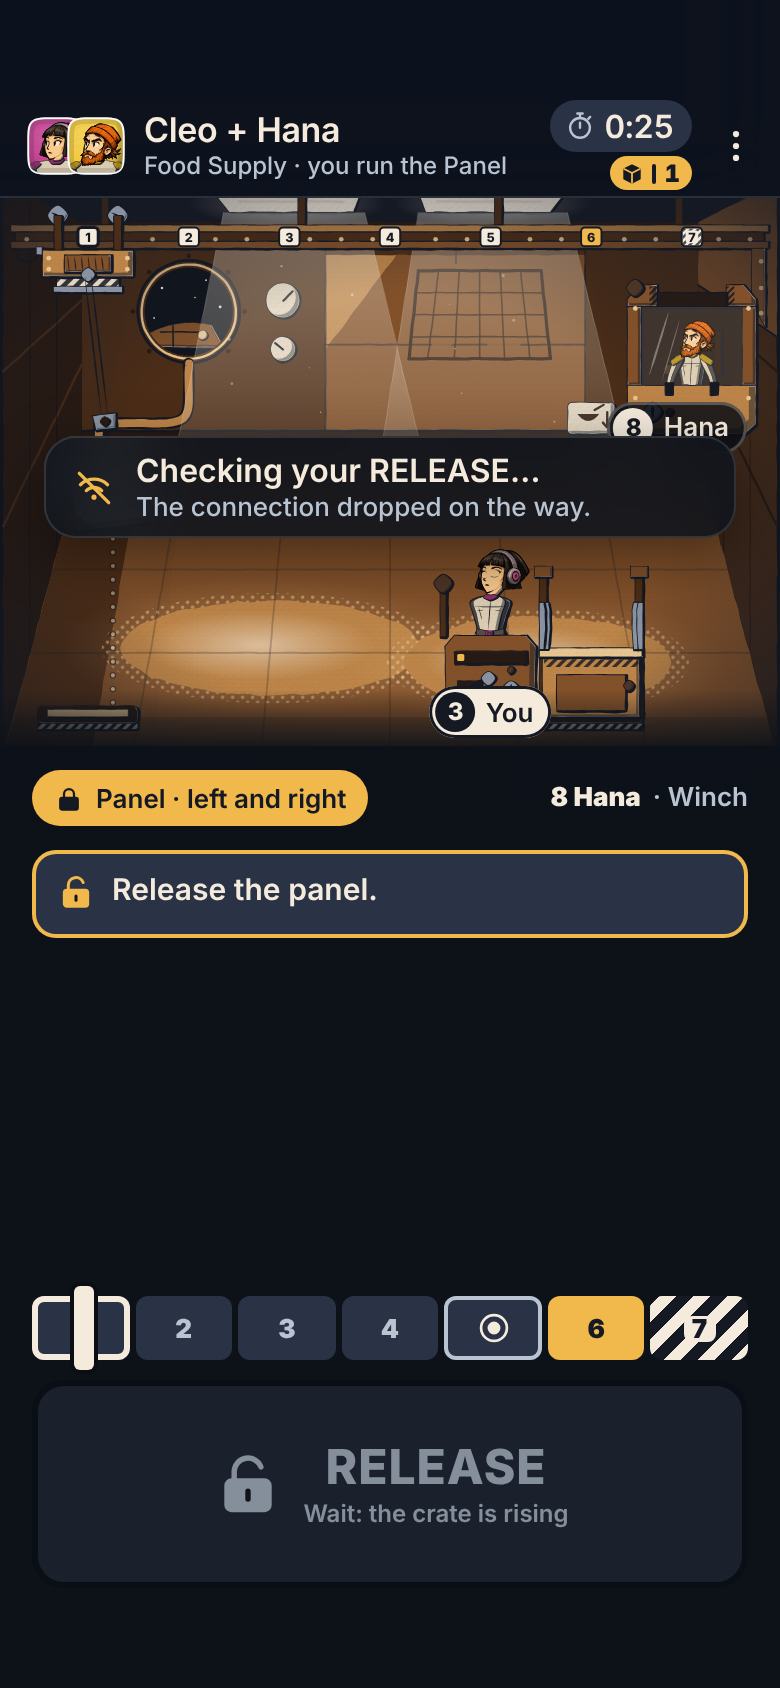 Cleo + Hana
0:25
Food Supply · you run the Panel
1
1 2 3 4 5 6 7
8 Hana
Checking your RELEASE...
The connection dropped on the way.
3 You
Panel · left and right
8 Hana · Winch
Release the panel.
2 3 4 6 7
RELEASE
Wait: the crate is rising